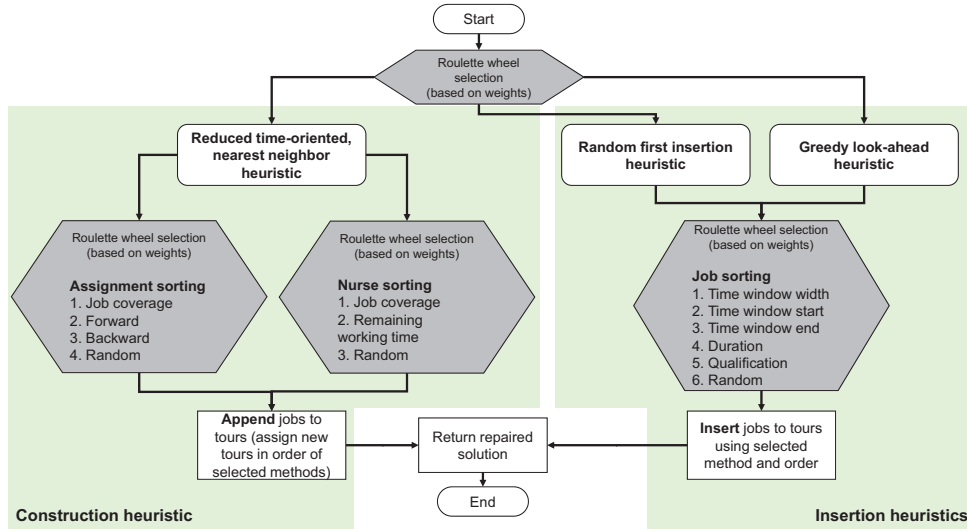 Start
Roulette wheel
selection
(based on weights)
Reduced time-oriented,
nearest neighbor
heuristic
Random first insertion
heuristic
Greedy look-ahead
heuristic
Roulette wheel selection
(based on weights)
Assignment sorting
1. Job coverage
2. Forward
3. Backward
4. Random
Roulette wheel selection
(based on weights)
Nurse sorting
1. Job coverage
2. Remaining
working time
3. Random
Roulette wheel selection
(based on weights)
Job sorting
1. Time window width
2. Time window start
3. Time window end
4. Duration
5. Qualification
6. Random
Append jobs to
tours (assign new
tours in order of
selected methods)
Return repaired
solution
Insert jobs to tours
using selected
method and order
End
Construction heuristic
Insertion heuristics